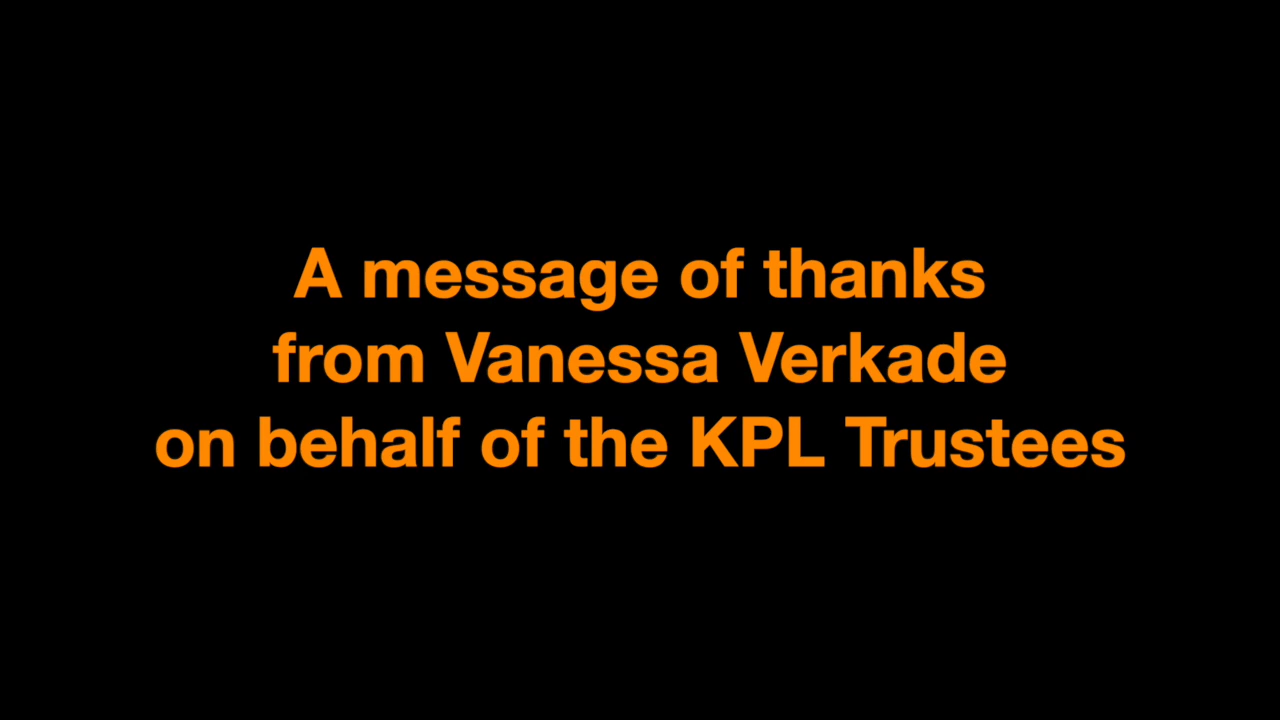 A message of thanks
from Vanessa Verkade
on behalf of the KPL Trustees